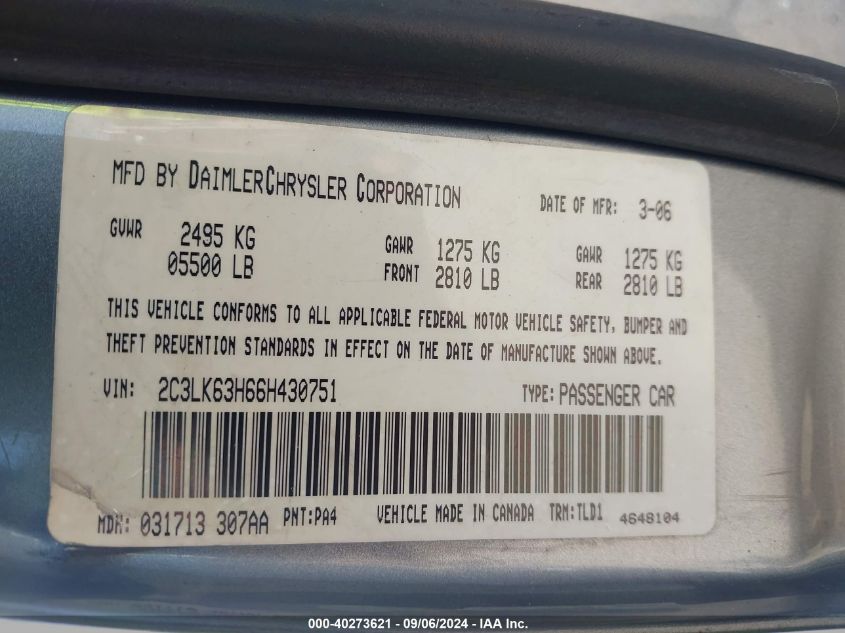 MFD BY DAIMLERCHRYSLER CORPORATION DATE OF MFR: 3-06
GVWR 2495 KG GAWR 1275 KG GAWR 1275 KG
05500 LB FRONT 2810 LB REAR 2810 LB
THIS VEHICLE CONFORMS TO ALL APPLICABLE FEDERAL MOTOR VEHICLE SAFETY, BUMPER AND
THEFT PREVENTION STANDARDS IN EFFECT ON THE DATE OF MANUFACTURE SHOWN ABOVE.
VIN: 2C3LK63H66H430751 TYPE: PASSENGER CAR
MDH: 031713 307AA PNT:PA4 VEHICLE MADE IN CANADA TRM:TLD1 4648104
000-40273621 - 09/06/2024 - IAA Inc.